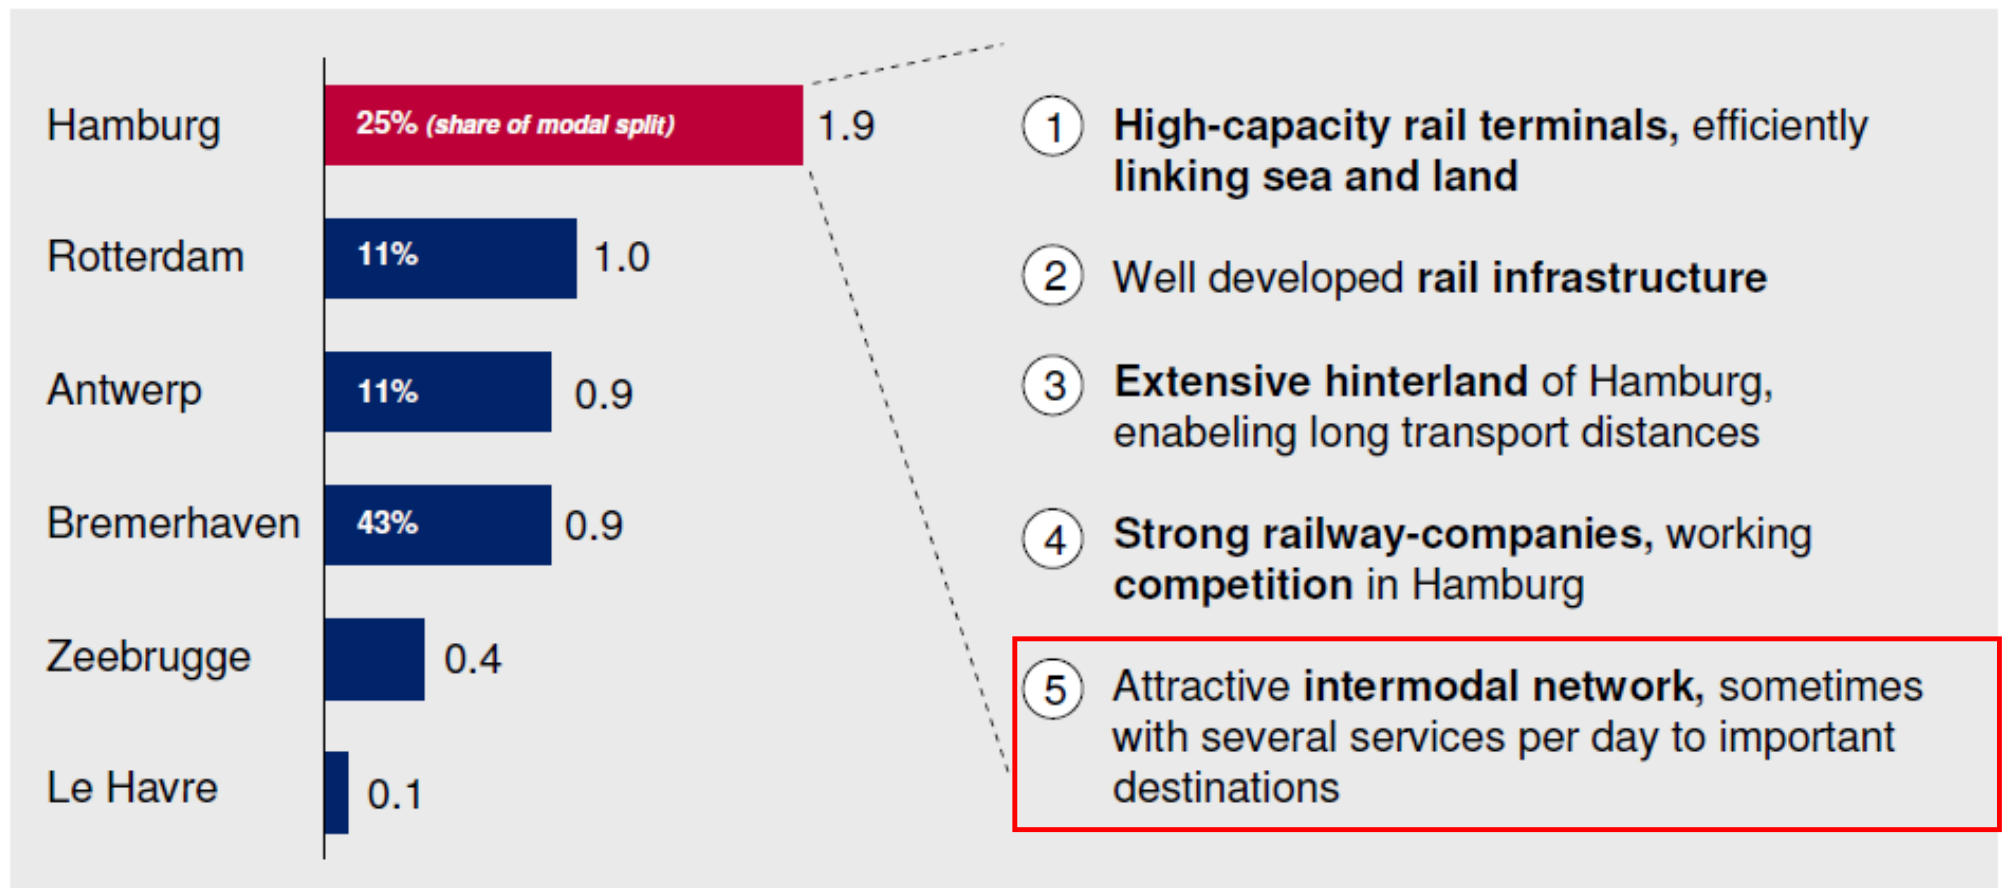 Hamburg
25% (share of modal split)
1.9
Rotterdam
11%
1.0
Antwerp
11%
0.9
Bremerhaven
43%
0.9
Zeebrugge
0.4
Le Havre
0.1
1
High-capacity rail terminals, efficiently
linking sea and land
2
Well developed rail infrastructure
3
Extensive hinterland of Hamburg,
enabeling long transport distances
4
Strong railway-companies, working
competition in Hamburg
5
Attractive intermodal network, sometimes
with several services per day to important
destinations